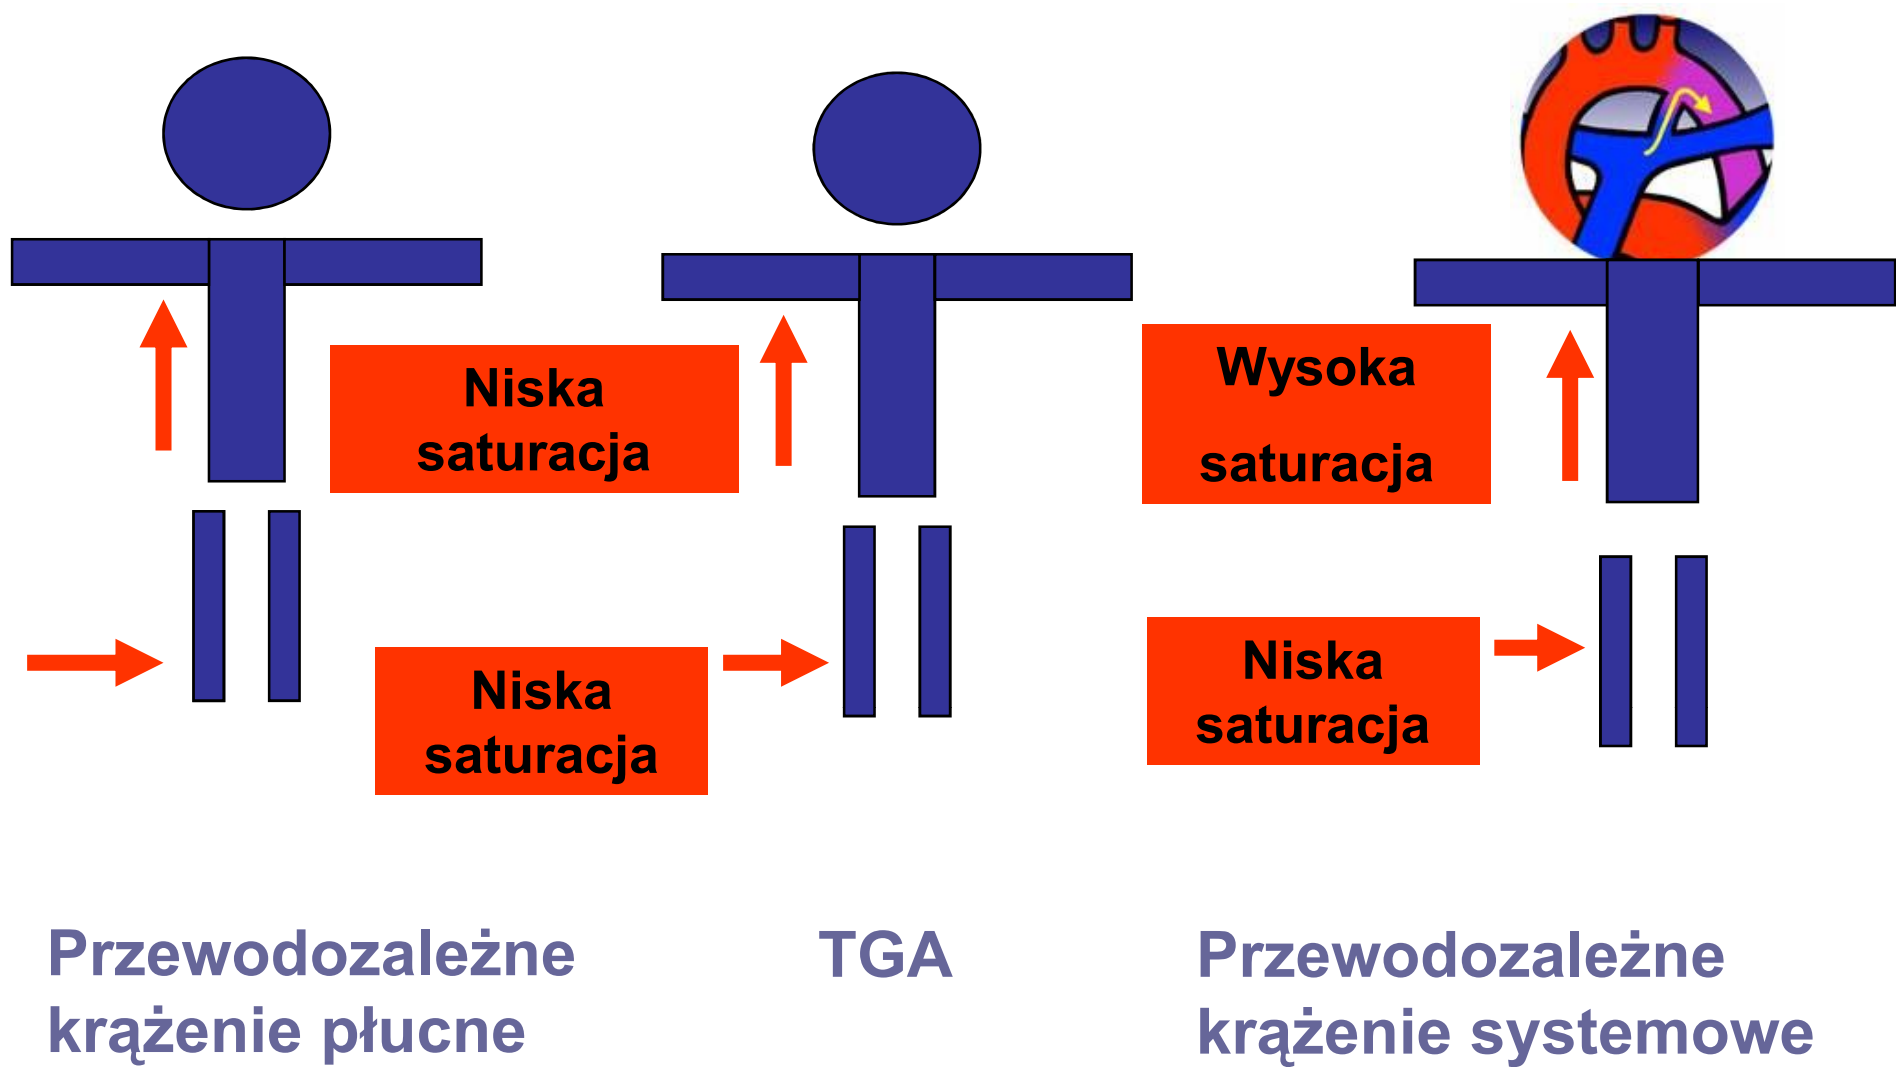 Niska
saturacja
Wysoka
saturacja
Niska
saturacja
Niska
saturacja
Przewodozależne
krążenie płucne
TGA
Przewodozależne
krążenie systemowe